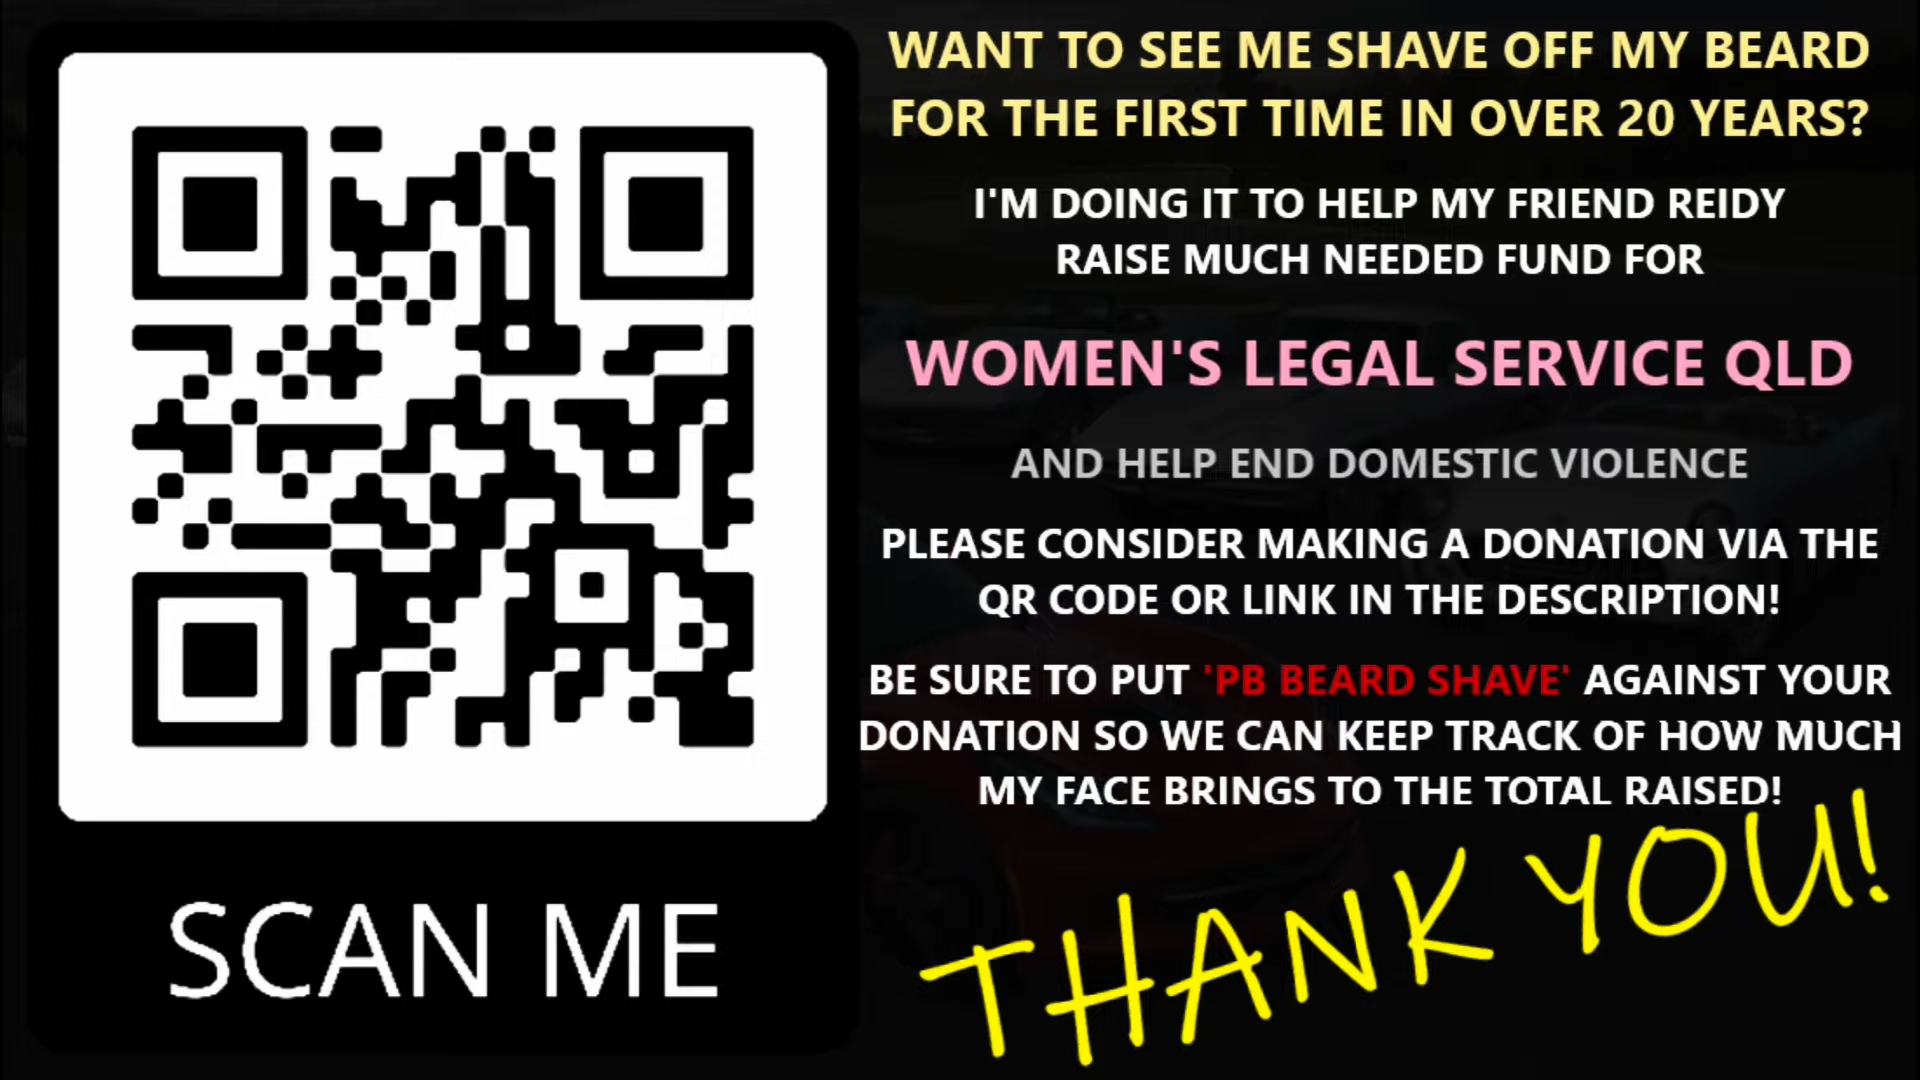 WANT TO SEE ME SHAVE OFF MY BEARD
FOR THE FIRST TIME IN OVER 20 YEARS?
I'M DOING IT TO HELP MY FRIEND REIDY
RAISE MUCH NEEDED FUND FOR
WOMEN'S LEGAL SERVICE QLD
AND HELP END DOMESTIC VIOLENCE
PLEASE CONSIDER MAKING A DONATION VIA THE
QR CODE OR LINK IN THE DESCRIPTION!
BE SURE TO PUT 'PB BEARD SHAVE' AGAINST YOUR
DONATION SO WE CAN KEEP TRACK OF HOW MUCH
MY FACE BRINGS TO THE TOTAL RAISED!
THANK YOU!
SCAN ME